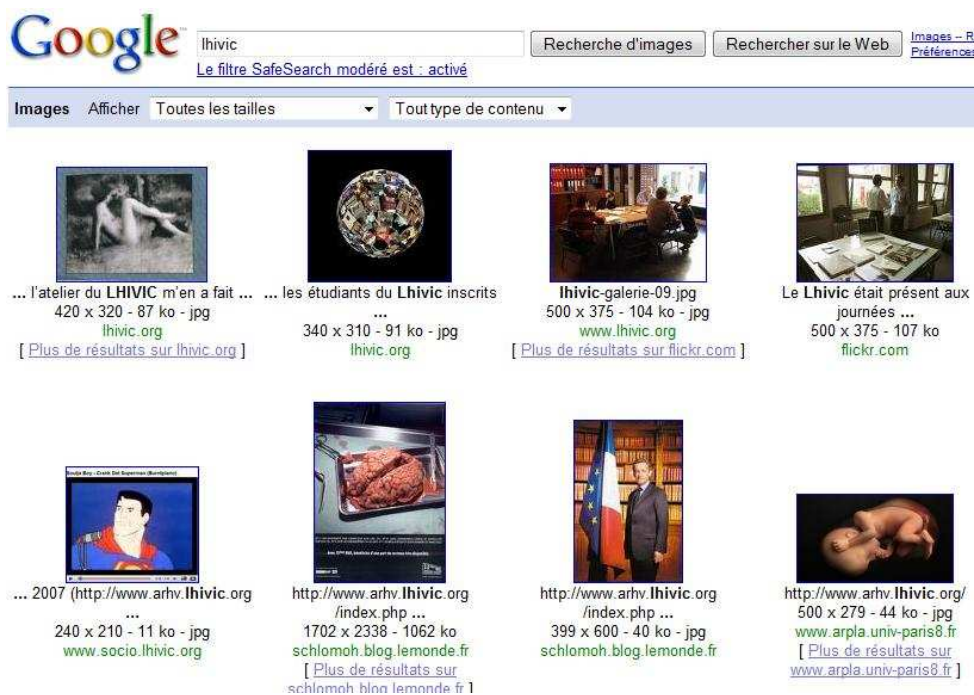 Google™
lhivic
Recherche d'images
Rechercher sur le Web
Images –
Préférences
Le filtre SafeSearch modéré est : activé
Images Afficher Toutes les tailles Tout type de contenu
... l'atelier du LHIVIC m'en a fait ...
420 x 320 - 87 ko - jpg
lhivic.org
[ Plus de résultats sur lhivic.org ]
... les étudiants du Lhivic inscrits
...
340 x 310 - 91 ko - jpg
lhivic.org
lhivic-galerie-09.jpg
500 x 375 - 104 ko - jpg
www.lhivic.org
[ Plus de résultats sur flickr.com ]
Le Lhivic était présent aux
journées ...
500 x 375 - 107 ko
flickr.com
Soulja Boy - Crank Dat Superman
... 2007 (http://www.arhv.lhivic.org
...
240 x 210 - 11 ko - jpg
www.socio.lhivic.org
http://www.arhv.lhivic.org
/index.php ...
1702 x 2338 - 1062 ko
schlomoh.blog.lemonde.fr
[ Plus de résultats sur
schlomoh.blog.lemonde.fr ]
http://www.arhv.lhivic.org
/index.php ...
399 x 600 - 40 ko - jpg
schlomoh.blog.lemonde.fr
http://www.arhv.lhivic.org/
500 x 279 - 44 ko - jpg
www.arpla.univ-paris8.fr
[ Plus de résultats sur
www.arpla.univ-paris8.fr ]